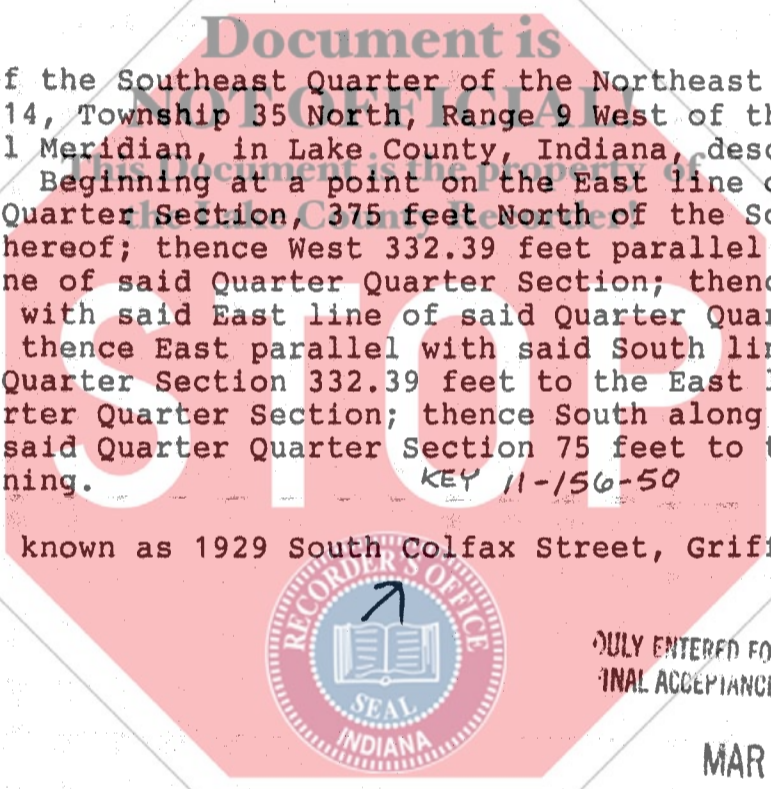 Document is
f the Southeast Quarter of the Northeast
NOT OFFICIAL!
14, Township 35 North, Range 9 West of th
l Meridian, in Lake County, Indiana, desc
This Document is the property of
Beginning at a point on the East line o
the Lake County Recorder!
Quarter Section, 375 feet North of the So
hereof; thence West 332.39 feet parallel
ne of said Quarter Quarter Section; thenc
with said East line of said Quarter Quar
thence East parallel with said South lin
Quarter Section 332.39 feet to the East l
rter Quarter Section; thence South along
said Quarter Quarter Section 75 feet to t
ning. KEY 11-156-50
STOP
known as 1929 South Colfax Street, Griff
RECORDER'S OFFICE
SEAL
INDIANA
DULY ENTERED FO
INAL ACCEPTANCE
MAR